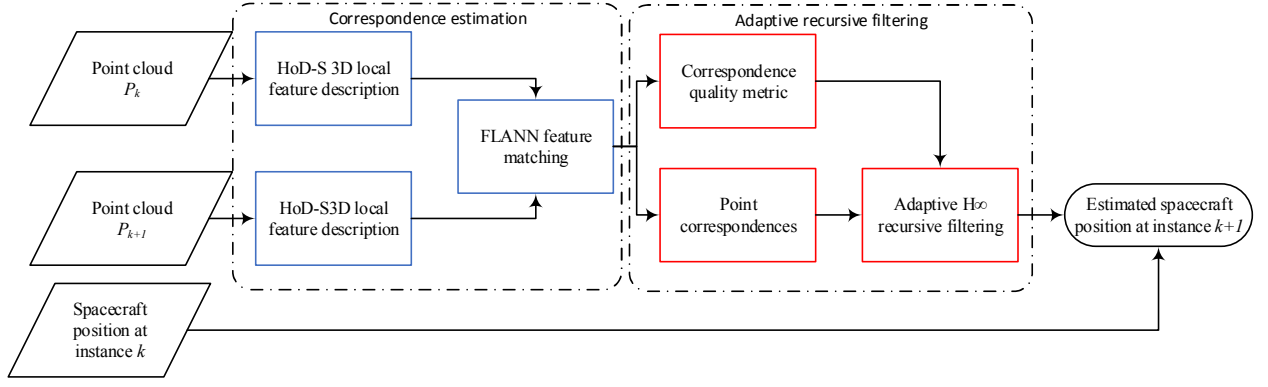 Correspondence estimation
Adaptive recursive filtering
Point cloud
Pk
HoD-S 3D local
feature description
FLANN feature
matching
Correspondence
quality metric
Point cloud
Pk+1
HoD-S3D local
feature description
Point
correspondences
Adaptive H∞
recursive filtering
Estimated spacecraft
position at instance k+1
Spacecraft
position at
instance k